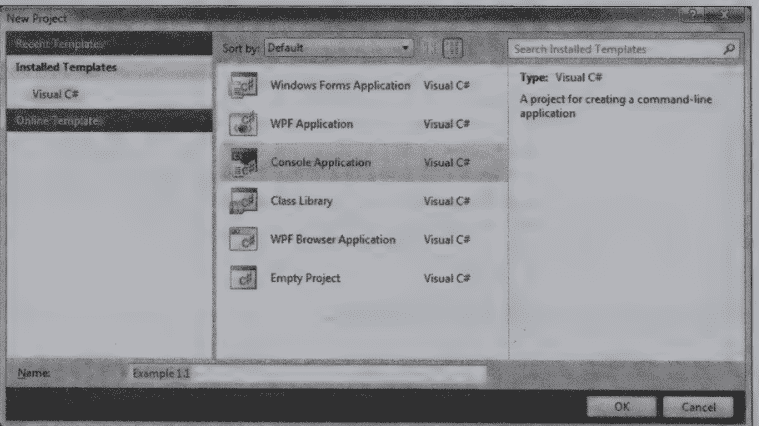 New Project
Recent Templates
Installed Templates
Visual C#
Online Templates
Sort by: Default
Search Installed Templates
Windows Forms Application Visual C#
WPF Application Visual C#
Console Application Visual C#
Class Library Visual C#
WPF Browser Application Visual C#
Empty Project Visual C#
Type: Visual C#
A project for creating a command-line
application
Name: Example 1.1
OK Cancel